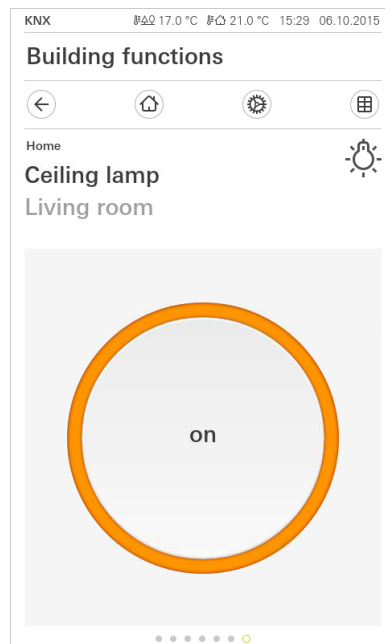 KNX 17.0 °C 21.0 °C 15:29 06.10.2015
Building functions
Home
Ceiling lamp
Living room
on